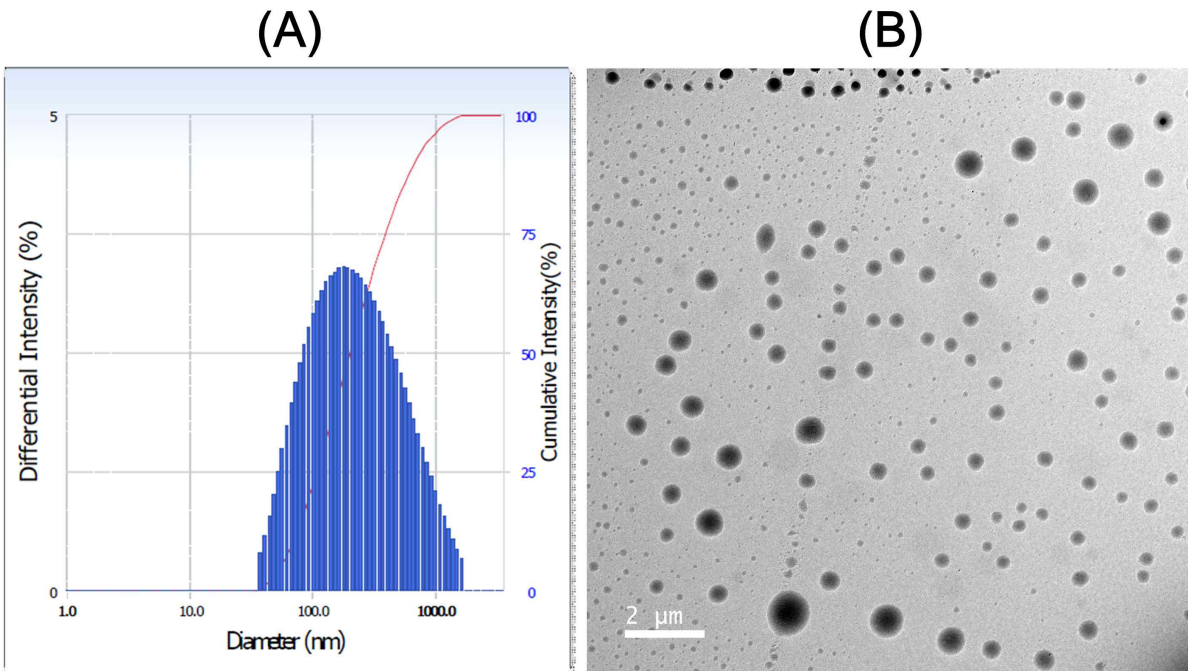 (A)
(B)
Differential Intensity (%)
5
0
100
75
50
25
0
Cumulative Intensity(%)
1.0
10.0
100.0
1000.0
Diameter (nm)
2 μm